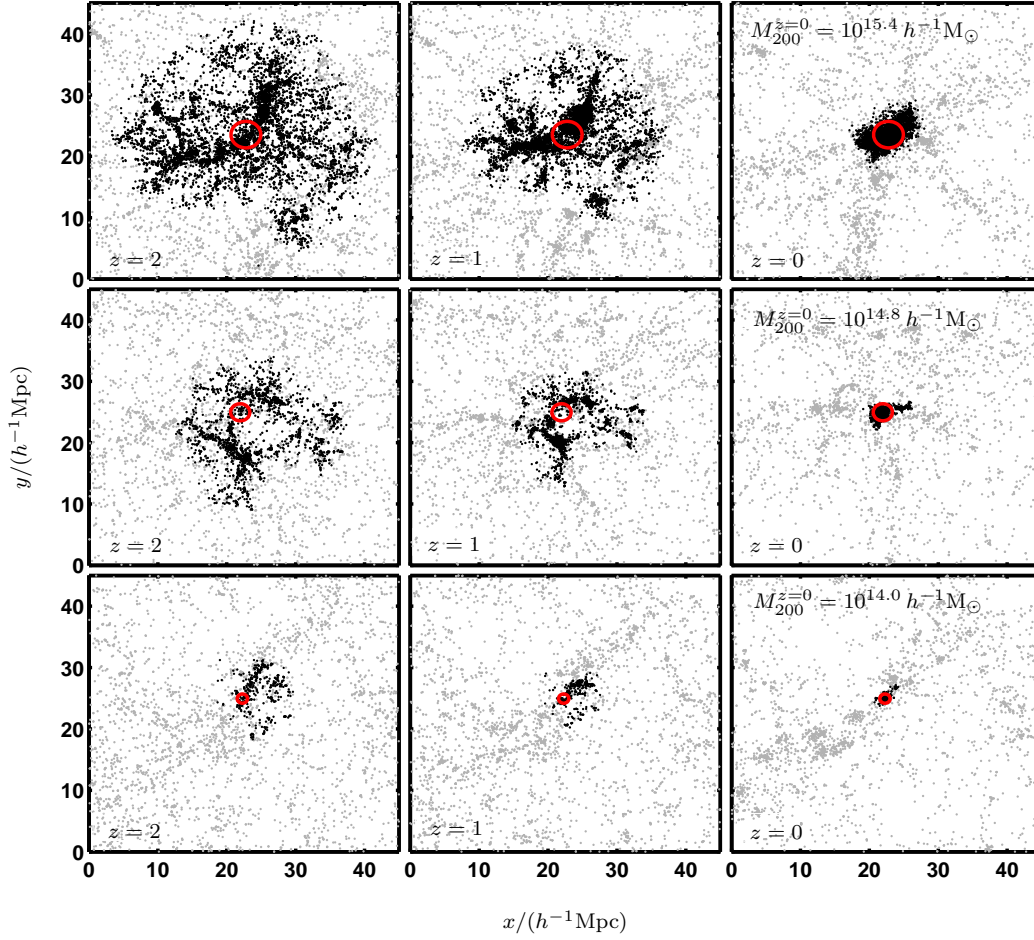 40
30
20
10
0
z = 2
z = 1
M_{200}^{z=0} = 10^{15.4} h^{-1}M_⊙
z = 0
40
30
20
10
0
z = 2
z = 1
M_{200}^{z=0} = 10^{14.8} h^{-1}M_⊙
z = 0
y/(h^{-1}Mpc)
40
30
20
10
0
z = 2
z = 1
M_{200}^{z=0} = 10^{14.0} h^{-1}M_⊙
z = 0
0 10 20 30 40 0 10 20 30 40 0 10 20 30 40
x/(h^{-1}Mpc)